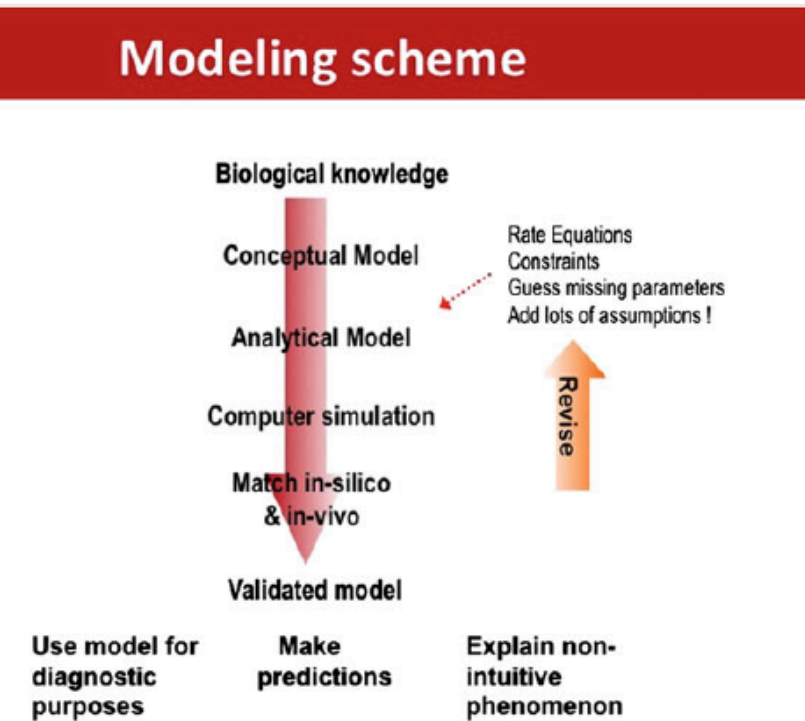 Modeling scheme
Biological knowledge
Conceptual Model
Rate Equations
Constraints
Guess missing parameters
Add lots of assumptions !
Analytical Model
Revise
Computer simulation
Match in-silico
& in-vivo
Validated model
Use model for
diagnostic
purposes
Make
predictions
Explain non-
intuitive
phenomenon